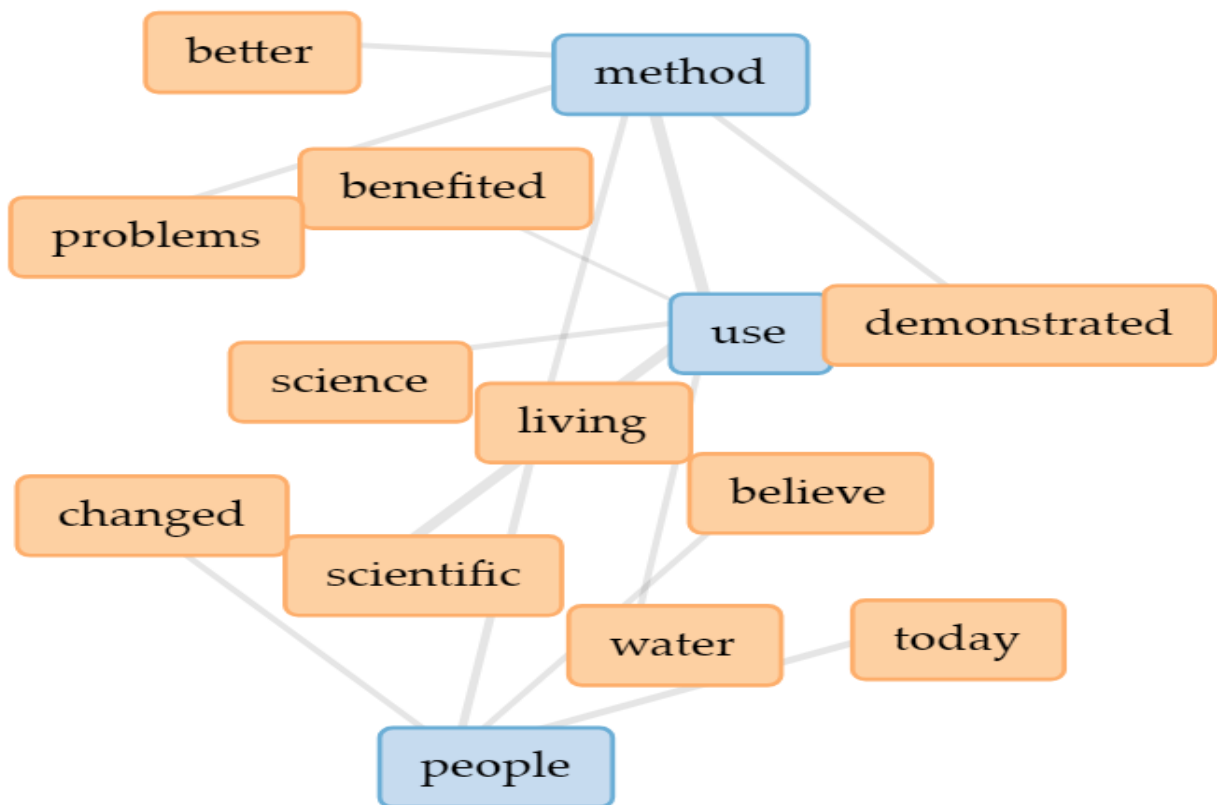 better
method
benefited
problems
use
demonstrated
science
living
believe
changed
scientific
water
today
people